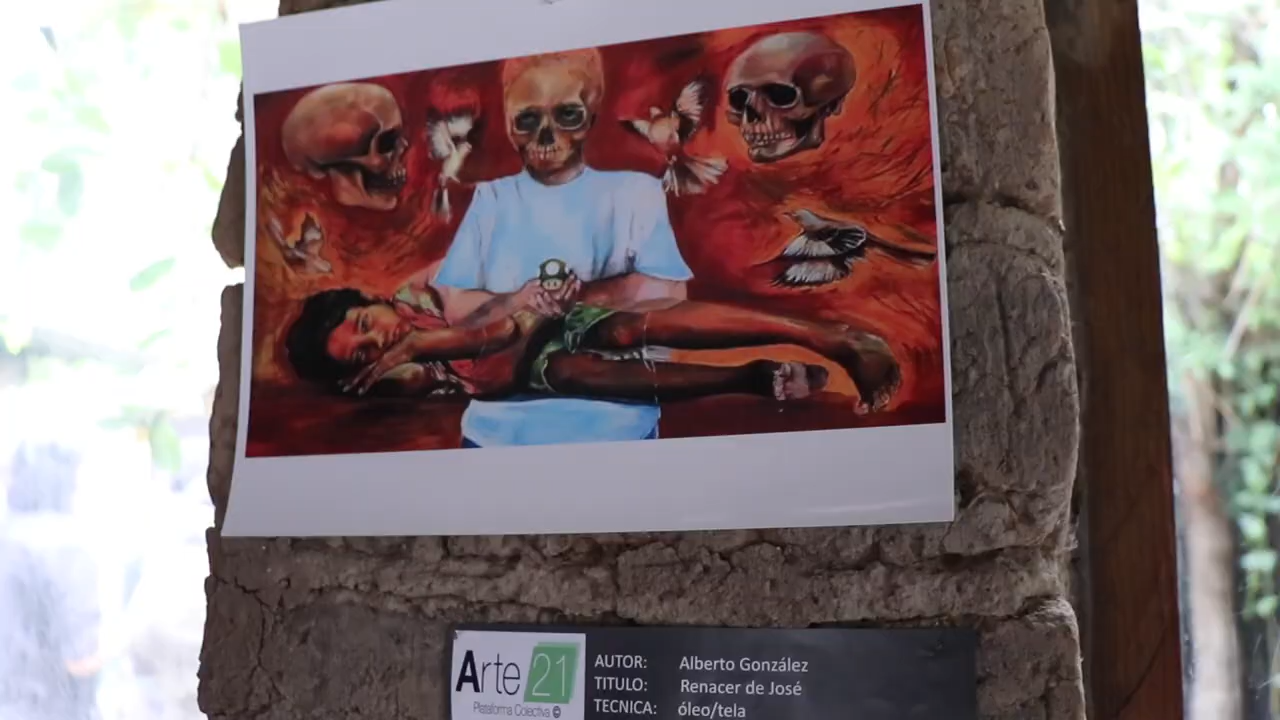 Arte 21
Plataforma Colectiva ©
AUTOR: Alberto González
TITULO: Renacer de José
TECNICA: óleo/tela